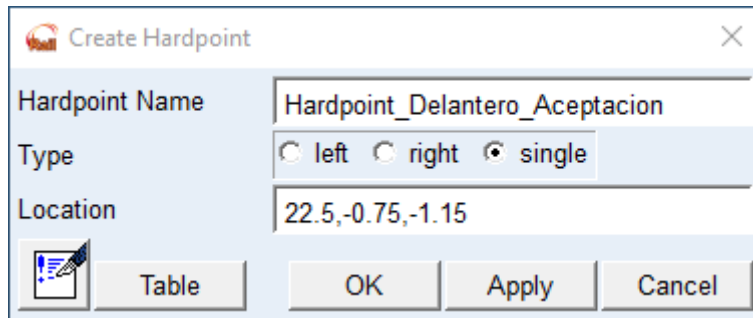 Create Hardpoint
Hardpoint Name Hardpoint_Delantero_Aceptacion
Type left right single
Location 22.5,-0.75,-1.15
Table OK Apply Cancel